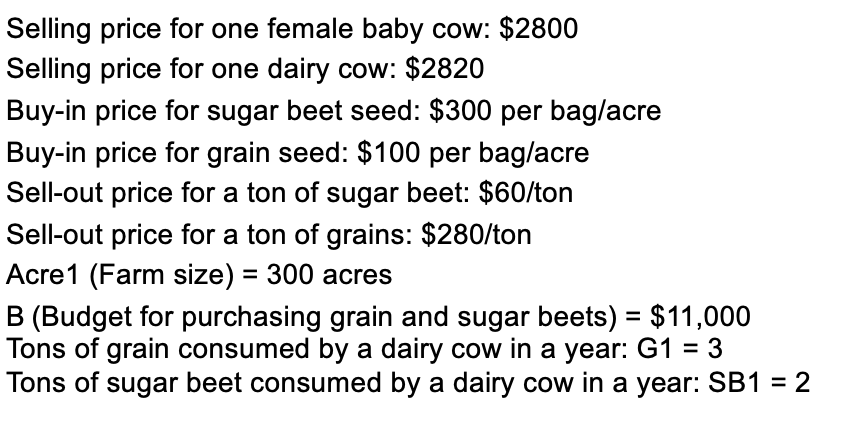 Selling price for one female baby cow: $2800
Selling price for one dairy cow: $2820
Buy-in price for sugar beet seed: $300 per bag/acre
Buy-in price for grain seed: $100 per bag/acre
Sell-out price for a ton of sugar beet: $60/ton
Sell-out price for a ton of grains: $280/ton
Acre1 (Farm size) = 300 acres
B (Budget for purchasing grain and sugar beets) = $11,000
Tons of grain consumed by a dairy cow in a year: G1 = 3
Tons of sugar beet consumed by a dairy cow in a year: SB1 = 2